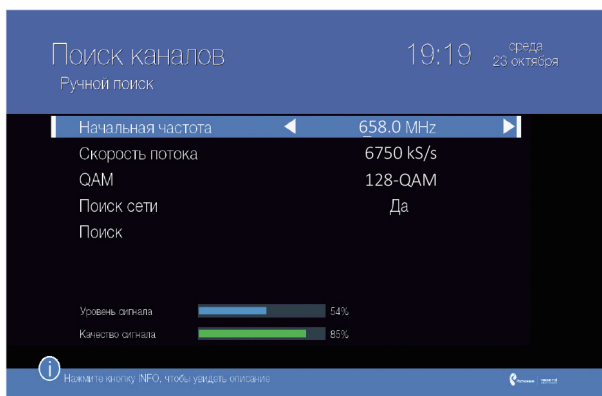 Поиск каналов
19:19
среда
23 октября
Ручной поиск
Начальная частота 658.0 MHz
Скорость потока 6750 kS/s
QAM 128-QAM
Поиск сети Да
Поиск
Уровень сигнала 54%
Качество сигнала 85%
Нажмите кнопку INFO, чтобы увидеть описание